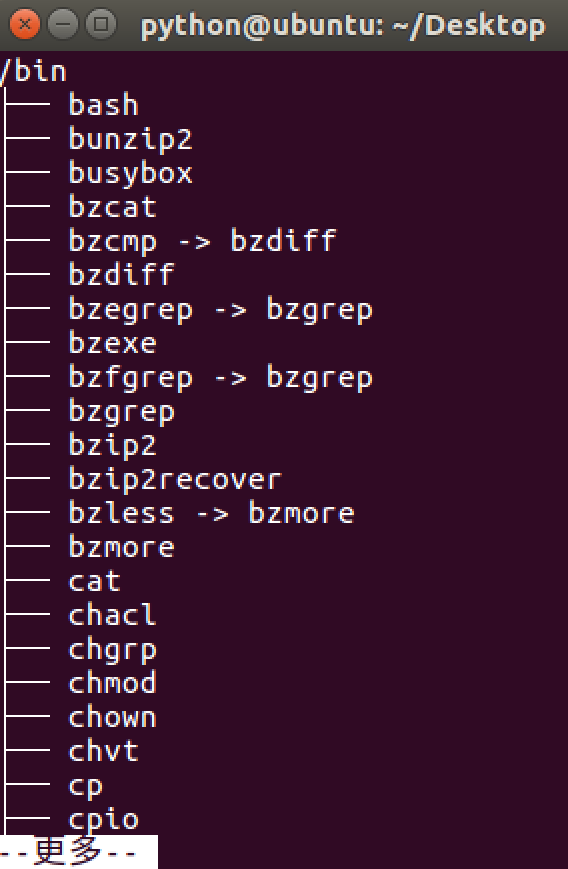 python@ubuntu: ~/Desktop
/bin
├── bash
├── bunzip2
├── busybox
├── bzcat
├── bzcmp -> bzdiff
├── bzdiff
├── bzegrep -> bzgrep
├── bzexe
├── bzfgrep -> bzgrep
├── bzgrep
├── bzip2
├── bzip2recover
├── bzless -> bzmore
├── bzmore
├── cat
├── chacl
├── chgrp
├── chmod
├── chown
├── chvt
├── cp
├── cpio
--更多--